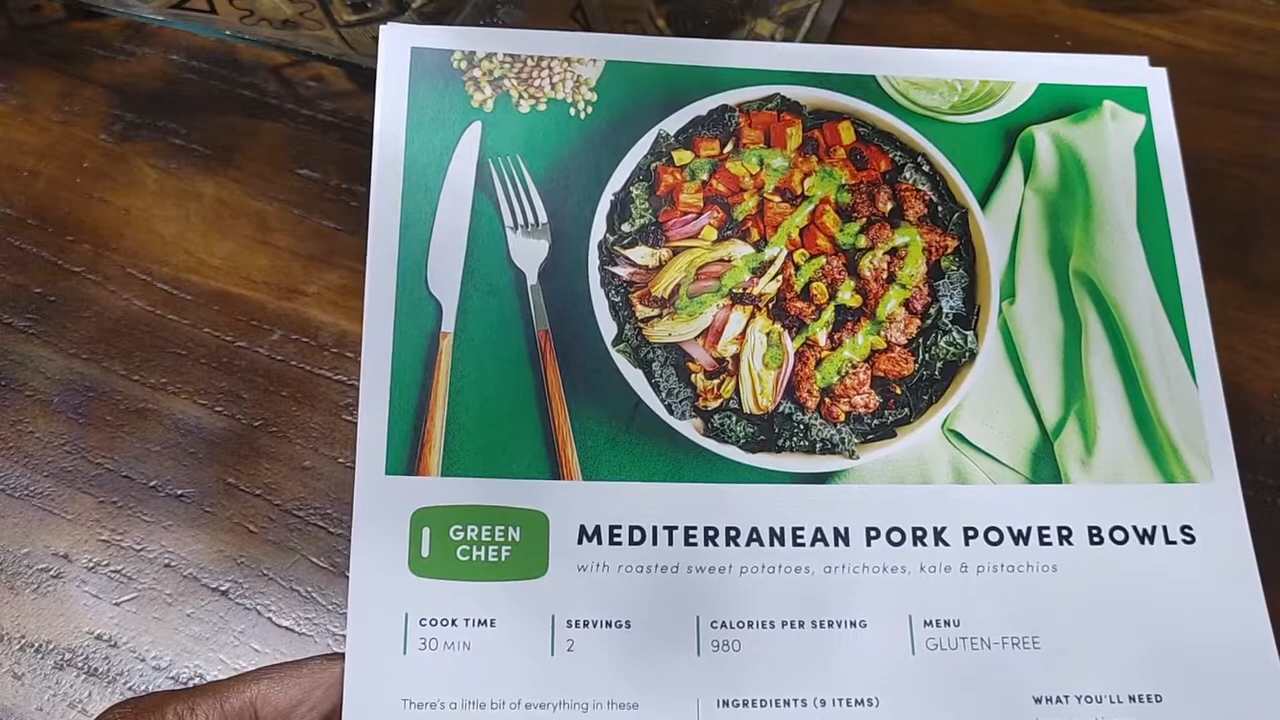 GREEN
CHEF
MEDITERRANEAN PORK POWER BOWLS
with roasted sweet potatoes, artichokes, kale & pistachios
COOK TIME
30 MIN
SERVINGS
2
CALORIES PER SERVING
980
MENU
GLUTEN-FREE
There's a little bit of everything in these
INGREDIENTS (9 ITEMS)
WHAT YOU'LL NEED